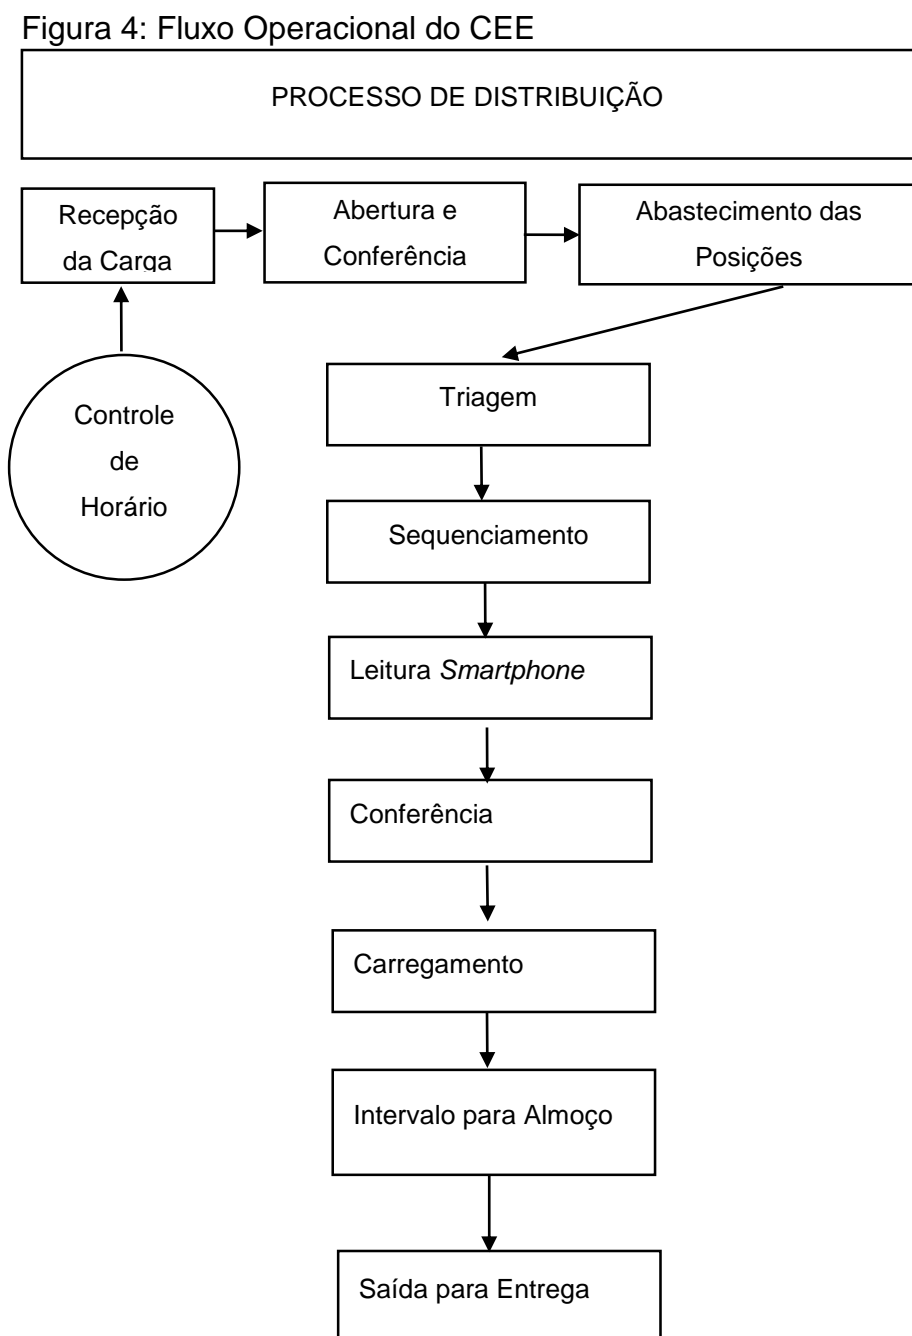 Figura 4: Fluxo Operacional do CEE
PROCESSO DE DISTRIBUIÇÃO
Recepção
da Carga
Abertura e
Conferência
Abastecimento das
Posições
Controle
de
Horário
Triagem
Sequenciamento
Leitura Smartphone
Conferência
Carregamento
Intervalo para Almoço
Saída para Entrega